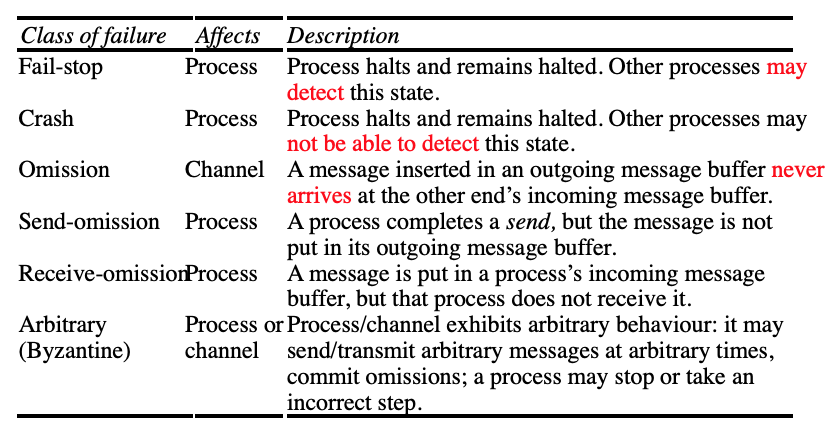 Class of failure Affects Description
Fail-stop Process Process halts and remains halted. Other processes may
detect this state.
Crash Process Process halts and remains halted. Other processes may
not be able to detect this state.
Omission Channel A message inserted in an outgoing message buffer never
arrives at the other end's incoming message buffer.
Send-omission Process A process completes a send, but the message is not
put in its outgoing message buffer.
Receive-omission Process A message is put in a process's incoming message
buffer, but that process does not receive it.
Arbitrary Process or Process/channel exhibits arbitrary behaviour: it may
(Byzantine) channel send/transmit arbitrary messages at arbitrary times,
commit omissions; a process may stop or take an
incorrect step.